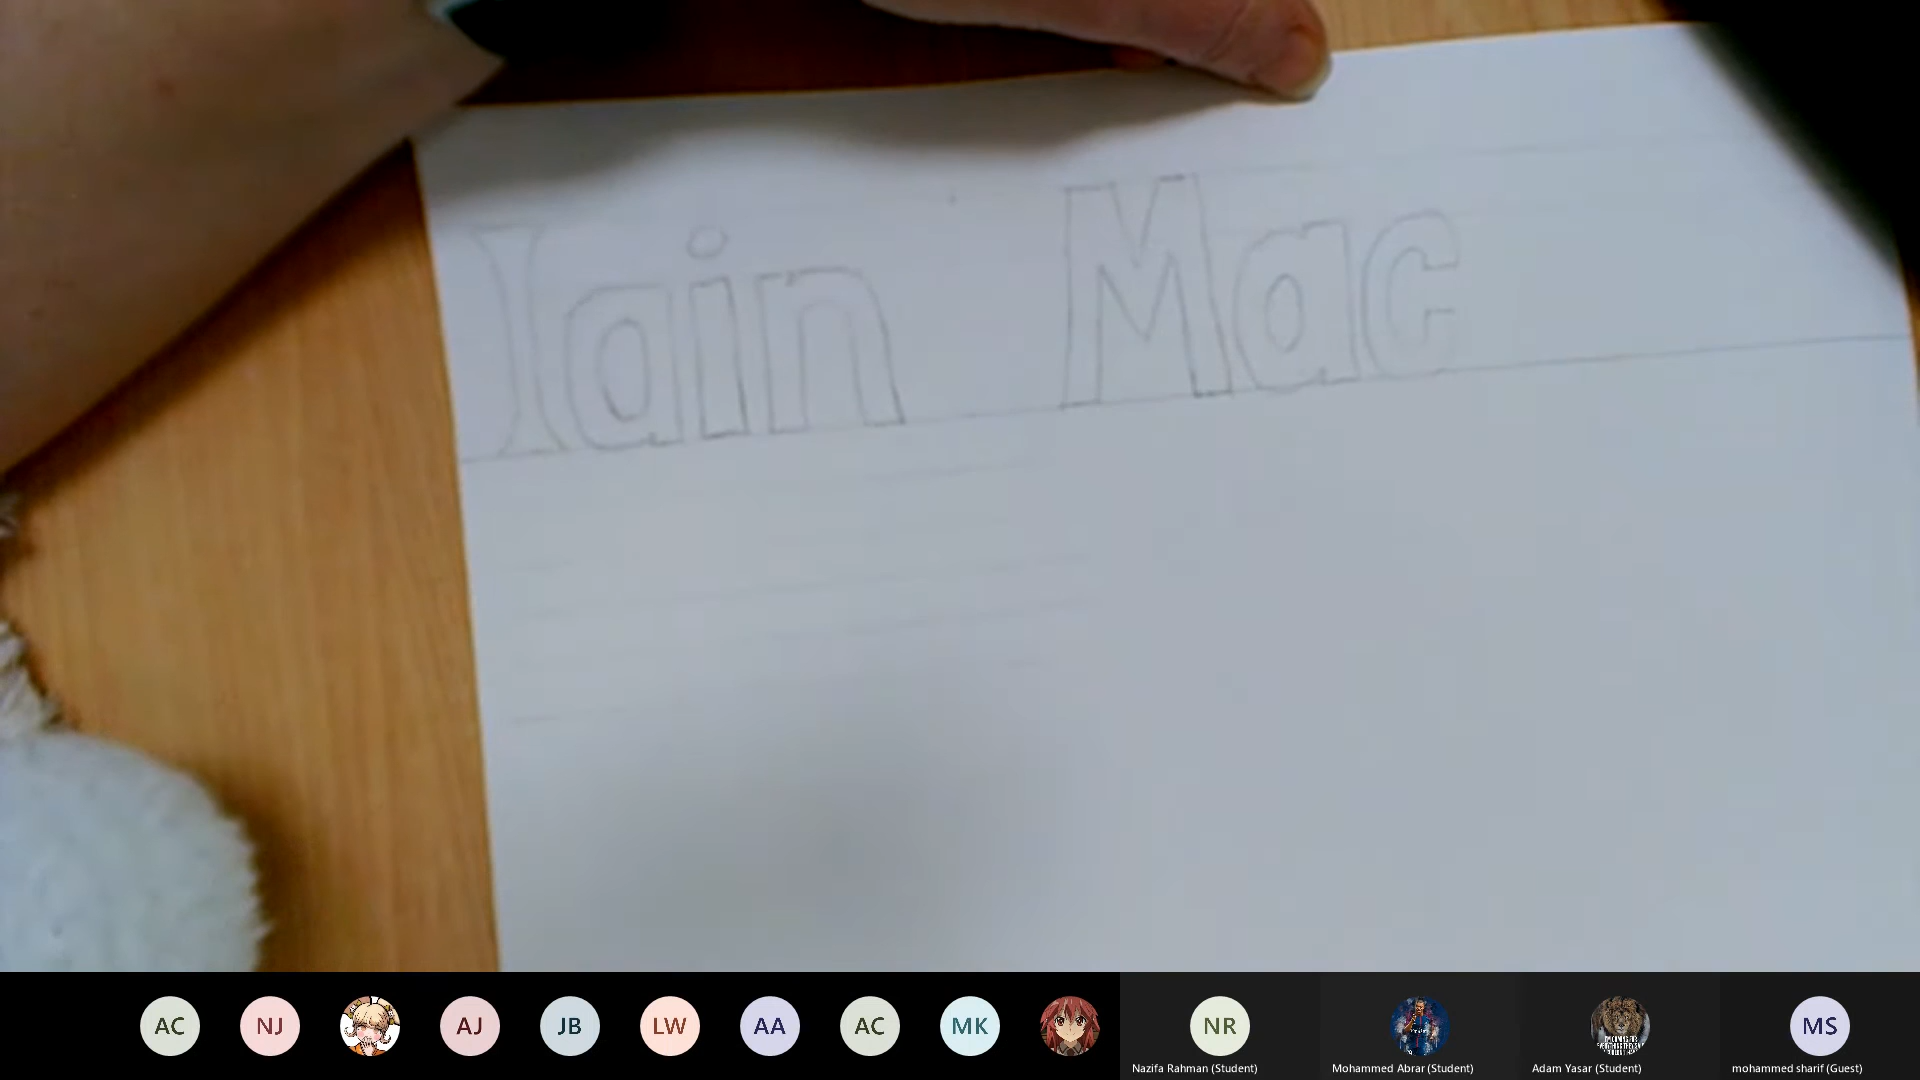 Iain Mac
AC NJ AJ JB LW AA AC MK NR MS
Nazifa Rahman (Student) Mohammed Abrar (Student) Adam Yasar (Student) mohammed sharif (Guest)